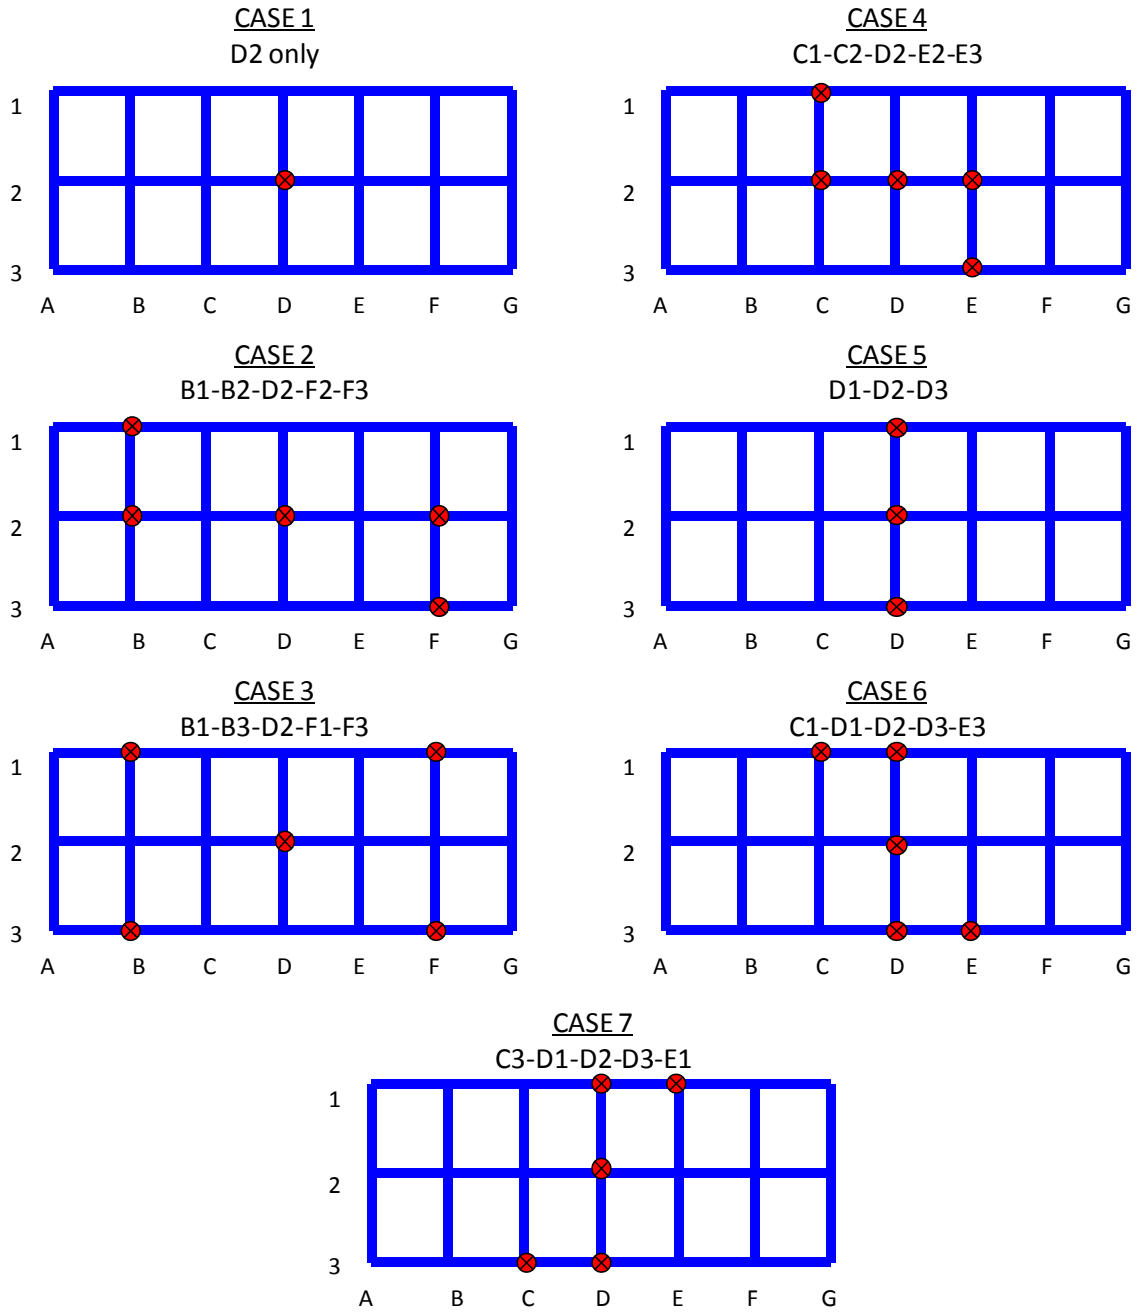 CASE 1
D2 only
1
2
3
A B C D E F G
CASE 4
C1-C2-D2-E2-E3
1
2
3
A B C D E F G
CASE 2
B1-B2-D2-F2-F3
1
2
3
A B C D E F G
CASE 5
D1-D2-D3
1
2
3
A B C D E F G
CASE 3
B1-B3-D2-F1-F3
1
2
3
A B C D E F G
CASE 6
C1-D1-D2-D3-E3
1
2
3
A B C D E F G
CASE 7
C3-D1-D2-D3-E1
1
2
3
A B C D E F G